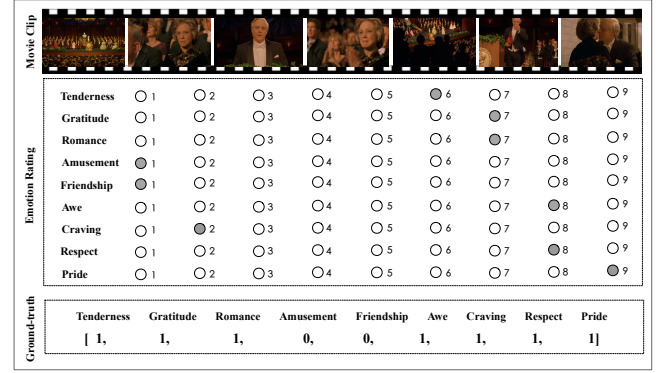 Movie Clip
Emotion Rating
Tenderness 1 2 3 4 5 6 7 8 9
Gratitude 1 2 3 4 5 6 7 8 9
Romance 1 2 3 4 5 6 7 8 9
Amusement 1 2 3 4 5 6 7 8 9
Friendship 1 2 3 4 5 6 7 8 9
Awe 1 2 3 4 5 6 7 8 9
Craving 1 2 3 4 5 6 7 8 9
Respect 1 2 3 4 5 6 7 8 9
Pride 1 2 3 4 5 6 7 8 9
Ground-truth
Tenderness Gratitude Romance Amusement Friendship Awe Craving Respect Pride
[ 1, 1, 1, 0, 0, 1, 1, 1, 1]